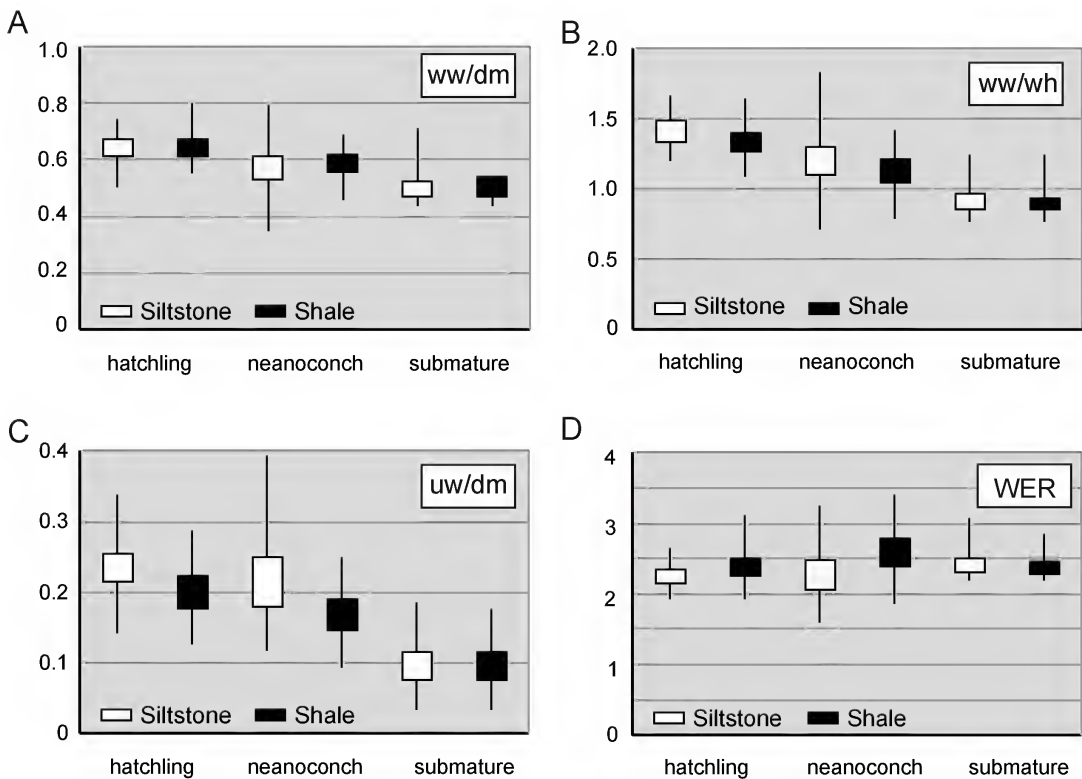 A
ww/dm
1.0
0.8
0.6
0.4
0.2
0
Siltstone Shale
hatchling neanoconch submature
B
ww/wh
2.0
1.5
1.0
0.5
0
Siltstone Shale
hatchling neanoconch submature
C
uw/dm
0.4
0.3
0.2
0.1
0
Siltstone Shale
hatchling neanoconch submature
D
WER
4
3
2
1
0
Siltstone Shale
hatchling neanoconch submature